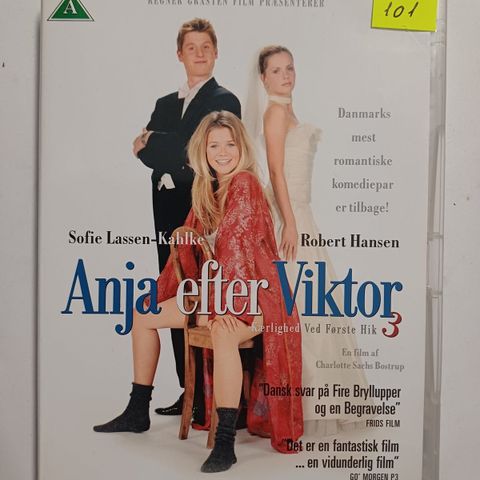 REGNER GRASTEN FILM PRÆSENTERER
A
101
Danmarks
mest
romantiske
komediepar
er tilbage!
Sofie Lassen-Kahlke
Robert Hansen
Anja efter Viktor
Kærlighed Ved Første Hik 3
En film af
Charlotte Sachs Bostrup
"Dansk svar på Fire Bryllupper
og en Begravelse"
FRIDS FILM
"Det er en fantastisk film
... en vidunderlig film"
GO' MORGEN P3